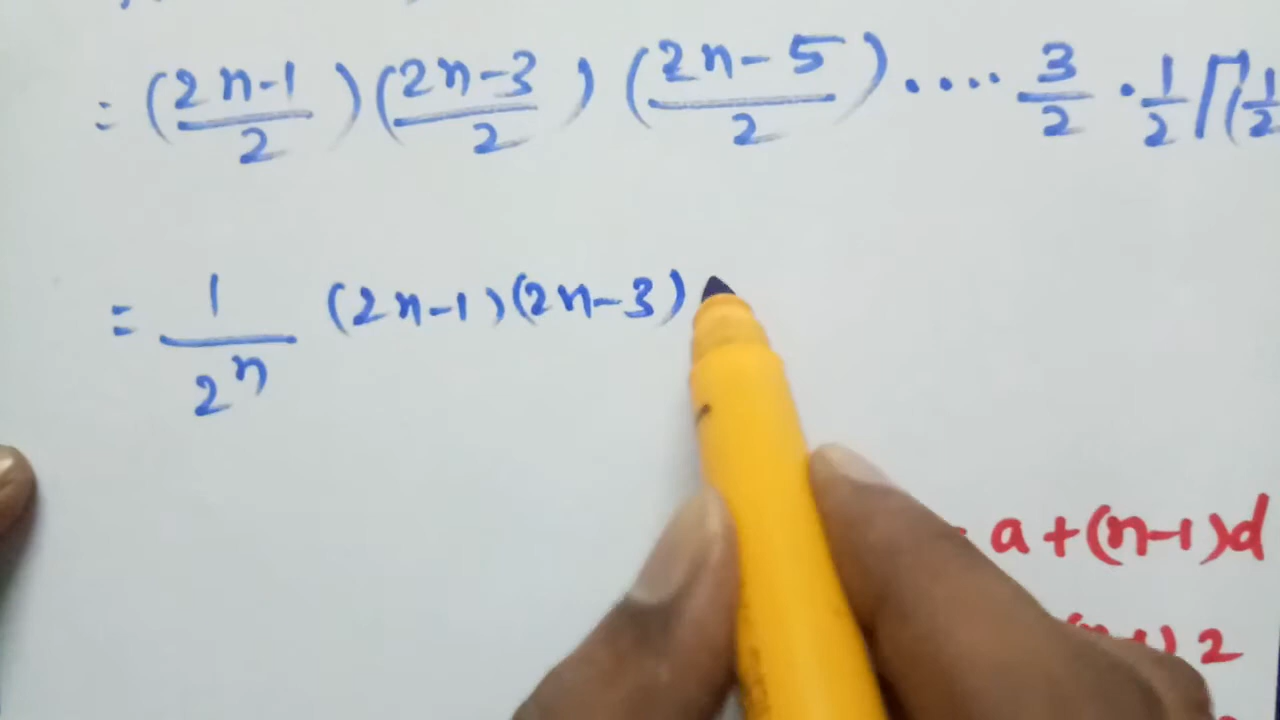 = (2n-1/2)(2n-3/2)(2n-5/2) .... 3/2 · 1/2 Γ(1/2
= 1/2^n (2n-1)(2n-3)
a+(n-1)d
2